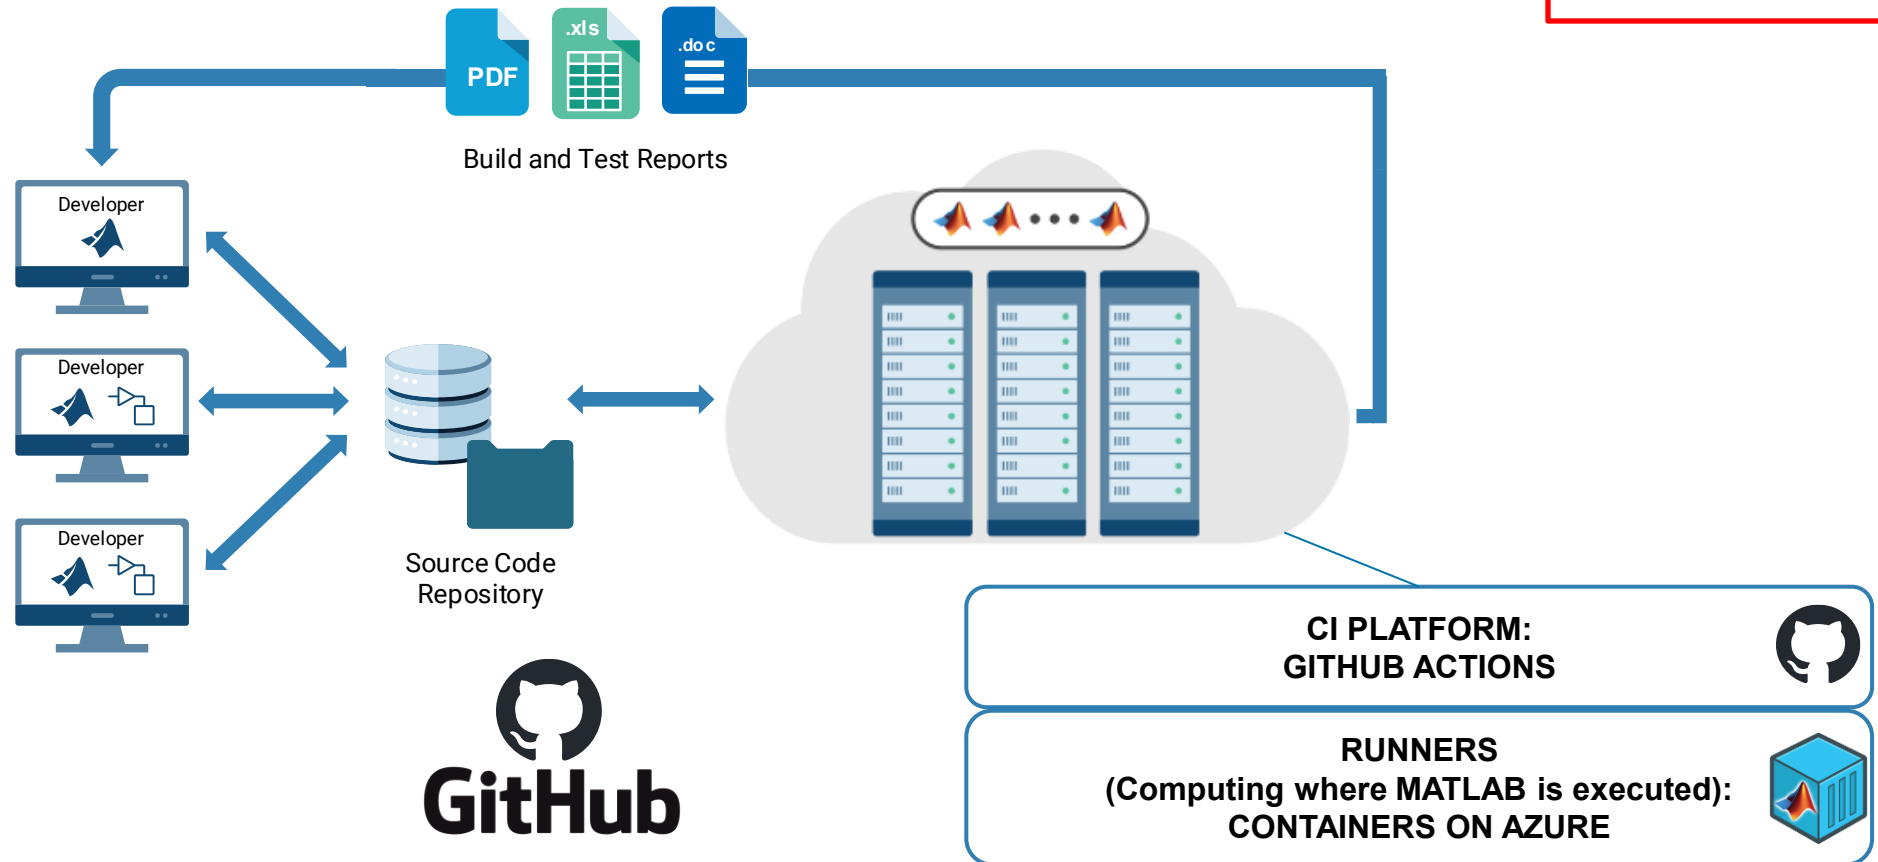 PDF
.xls
.doc
Build and Test Reports
Developer
Developer
Developer
Source Code
Repository
GitHub
CI PLATFORM:
GITHUB ACTIONS
RUNNERS
(Computing where MATLAB is executed):
CONTAINERS ON AZURE